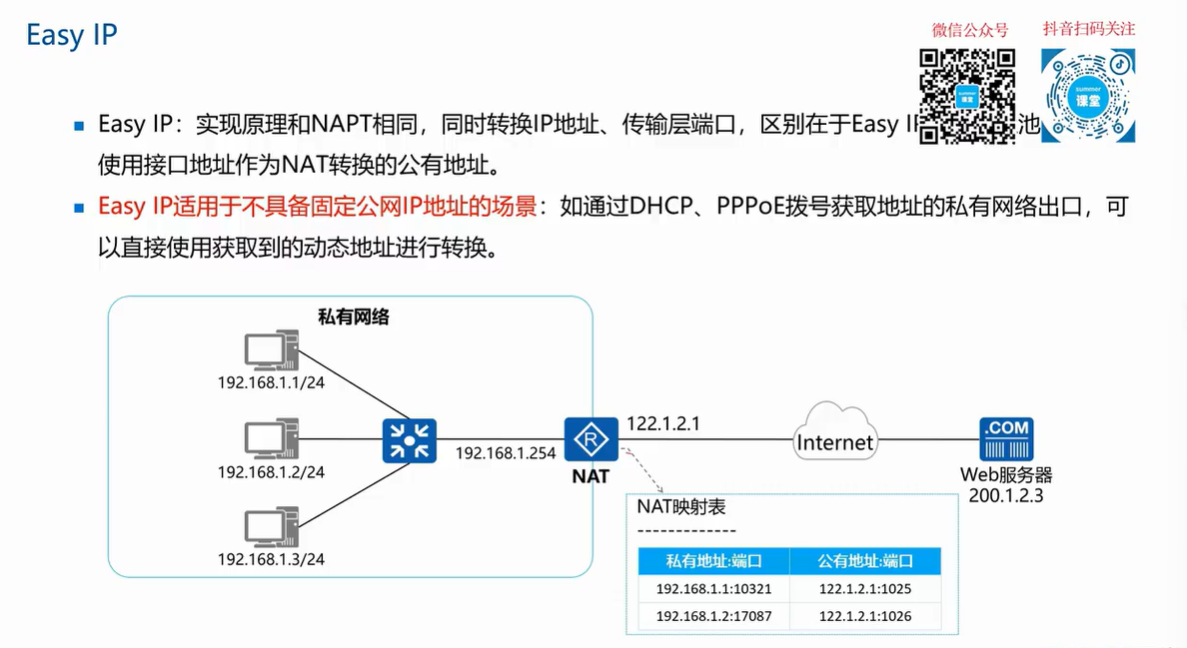 Easy IP
微信公众号
抖音扫码关注
Easy IP：实现原理和NAPT相同，同时转换IP地址、传输层端口，区别在于Easy 池
使用接口地址作为NAT转换的公有地址。
Easy IP适用于不具备固定公网IP地址的场景：如通过DHCP、PPPoE拨号获取地址的私有网络出口，可
以直接使用获取到的动态地址进行转换。
summer
课堂
summer
课堂
私有网络
192.168.1.1/24
192.168.1.2/24
192.168.1.3/24
192.168.1.254
R
NAT
122.1.2.1
Internet
.COM
Web服务器
200.1.2.3
NAT映射表
-------------
私有地址:端口 公有地址:端口
192.168.1.1:10321 122.1.2.1:1025
192.168.1.2:17087 122.1.2.1:1026